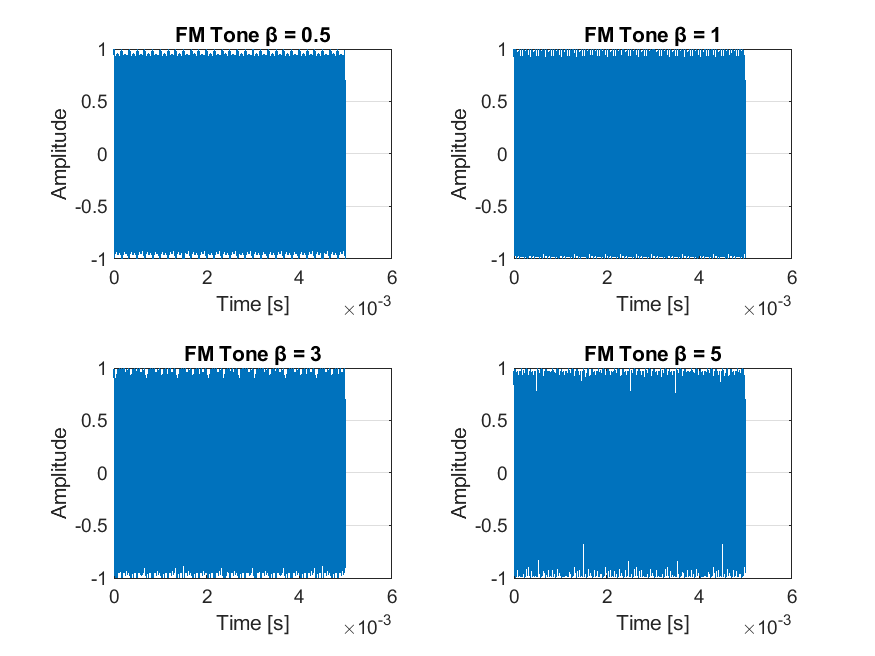 FM Tone β = 0.5
1
0.5
0
-0.5
-1
Amplitude
0 2 4 6
Time [s]
×10-3
FM Tone β = 1
1
0.5
0
-0.5
-1
Amplitude
0 2 4 6
Time [s]
×10-3
FM Tone β = 3
1
0.5
0
-0.5
-1
Amplitude
0 2 4 6
Time [s]
×10-3
FM Tone β = 5
1
0.5
0
-0.5
-1
Amplitude
0 2 4 6
Time [s]
×10-3